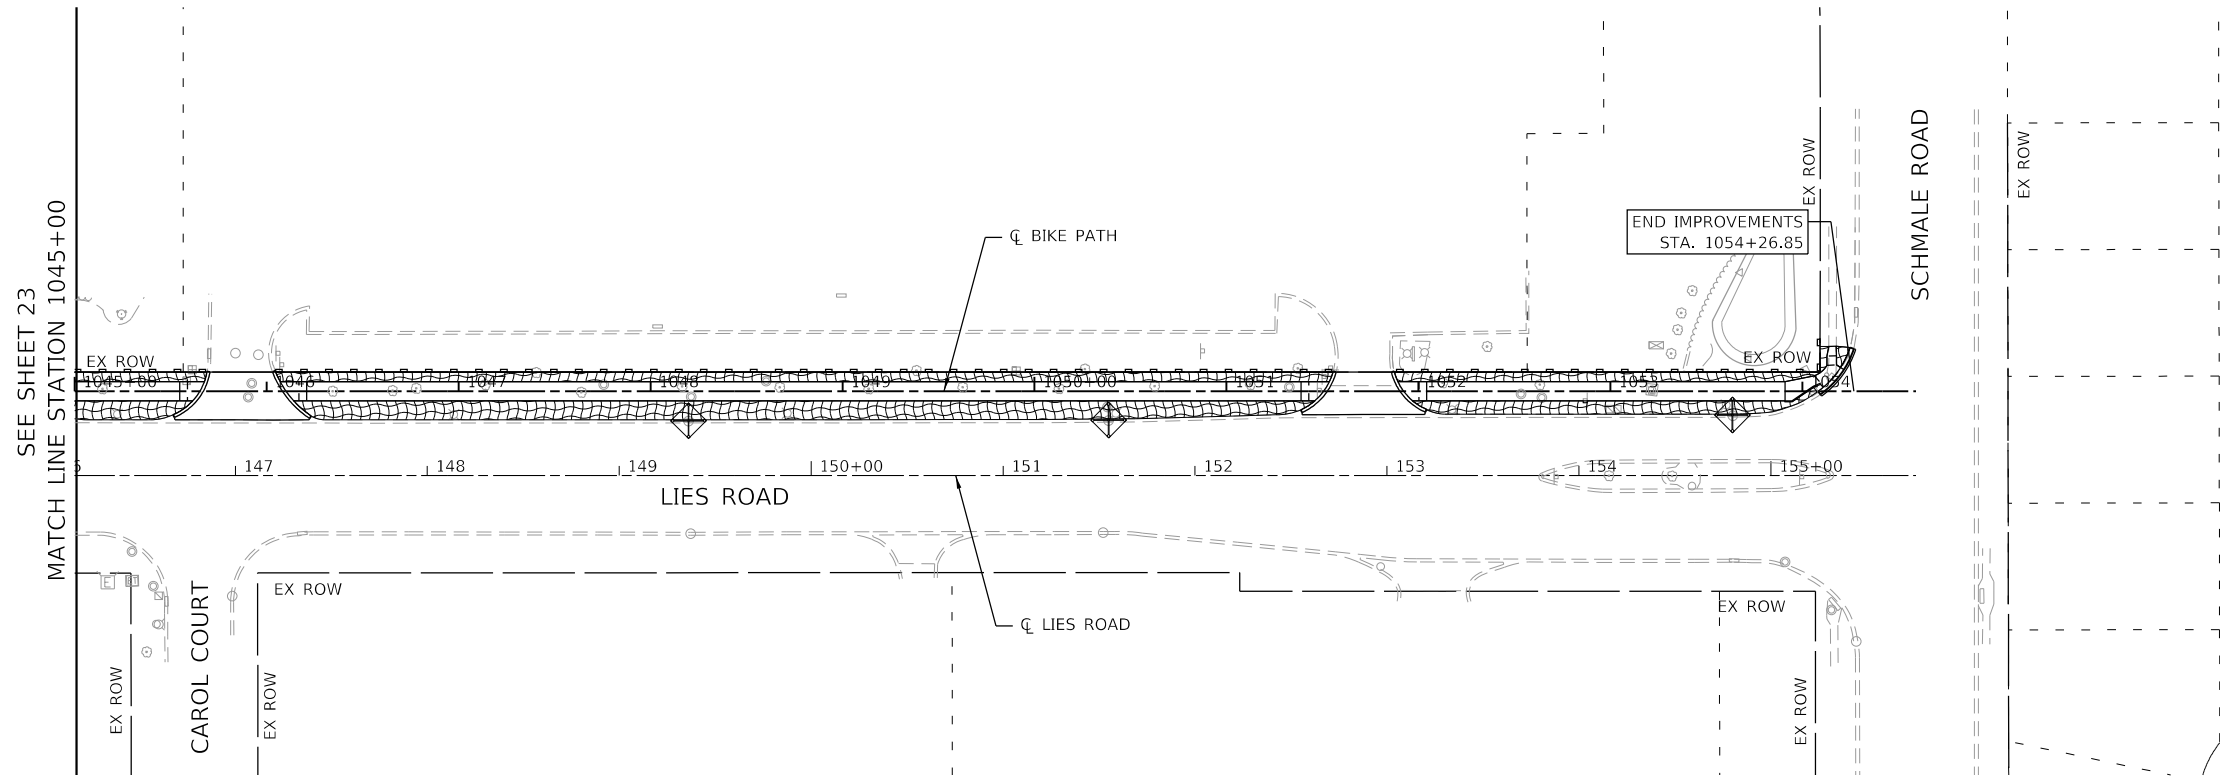 SEE SHEET 23
MATCH LINE STATION 1045+00
EX ROW
1045+00
1046
1047
1048
1049
1050+00
1051
1052
1053
1054
℄ BIKE PATH
END IMPROVEMENTS
STA. 1054+26.85
EX ROW
EX ROW
SCHMALE ROAD
EX ROW
147
148
149
150+00
151
152
153
154
155+00
LIES ROAD
℄ LIES ROAD
EX ROW
EX ROW
CAROL COURT
EX ROW
EX ROW
EX ROW